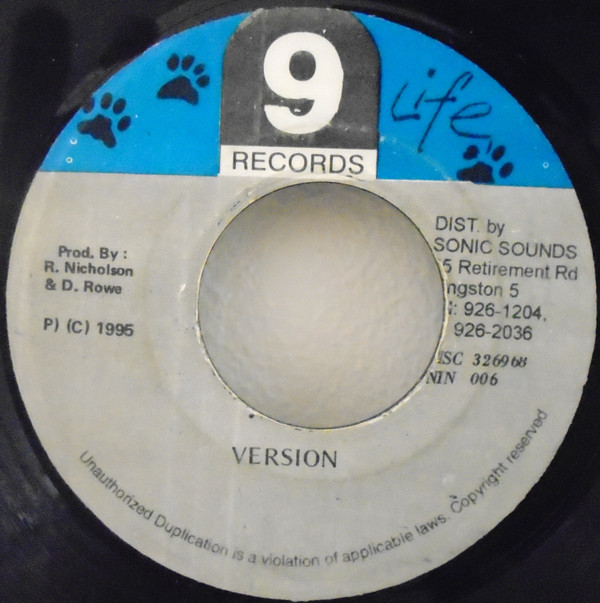 9
Life
RECORDS
Prod. By :
R. Nicholson
& D. Rowe
P) (C) 1995
DIST. by
SONIC SOUNDS
5 Retirement Rd
ngston 5
: 926-1204,
926-2036
SC 326968
NIN 006
VERSION
Unauthorized Duplication is a violation of applicable laws. Copyright reserved